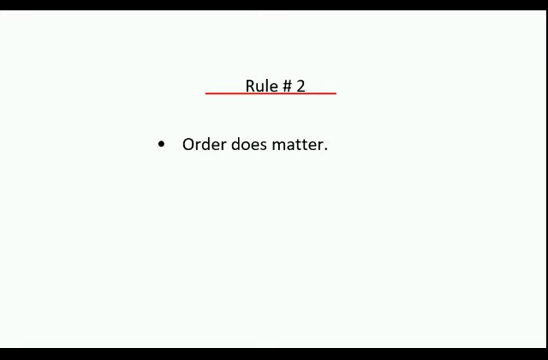 Rule # 2
• Order does matter.